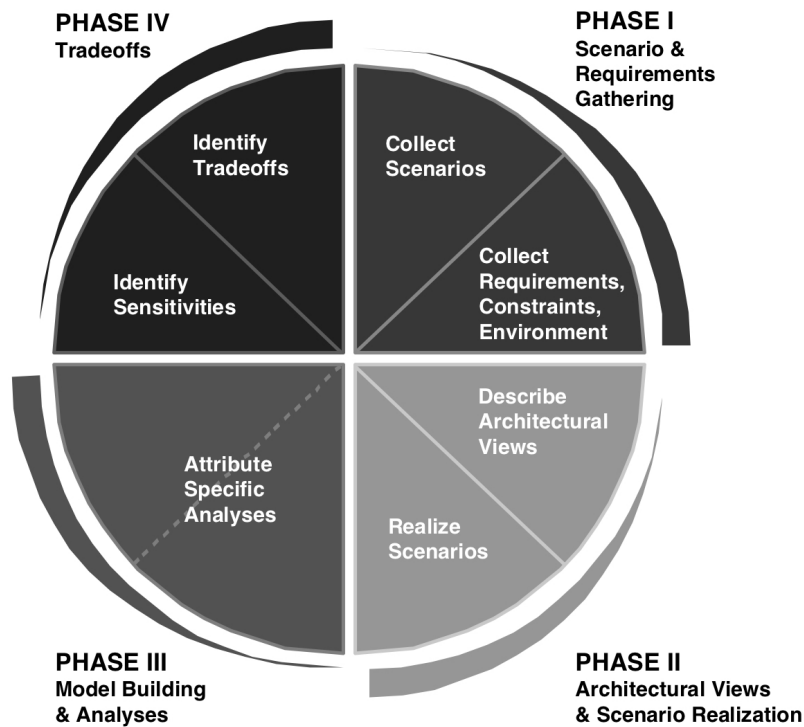 PHASE IV
Tradeoffs
PHASE I
Scenario &
Requirements
Gathering
Identify
Tradeoffs
Collect
Scenarios
Identify
Sensitivities
Collect
Requirements,
Constraints,
Environment
Describe
Architectural
Views
Attribute
Specific
Analyses
Realize
Scenarios
PHASE III
Model Building
& Analyses
PHASE II
Architectural Views
& Scenario Realization